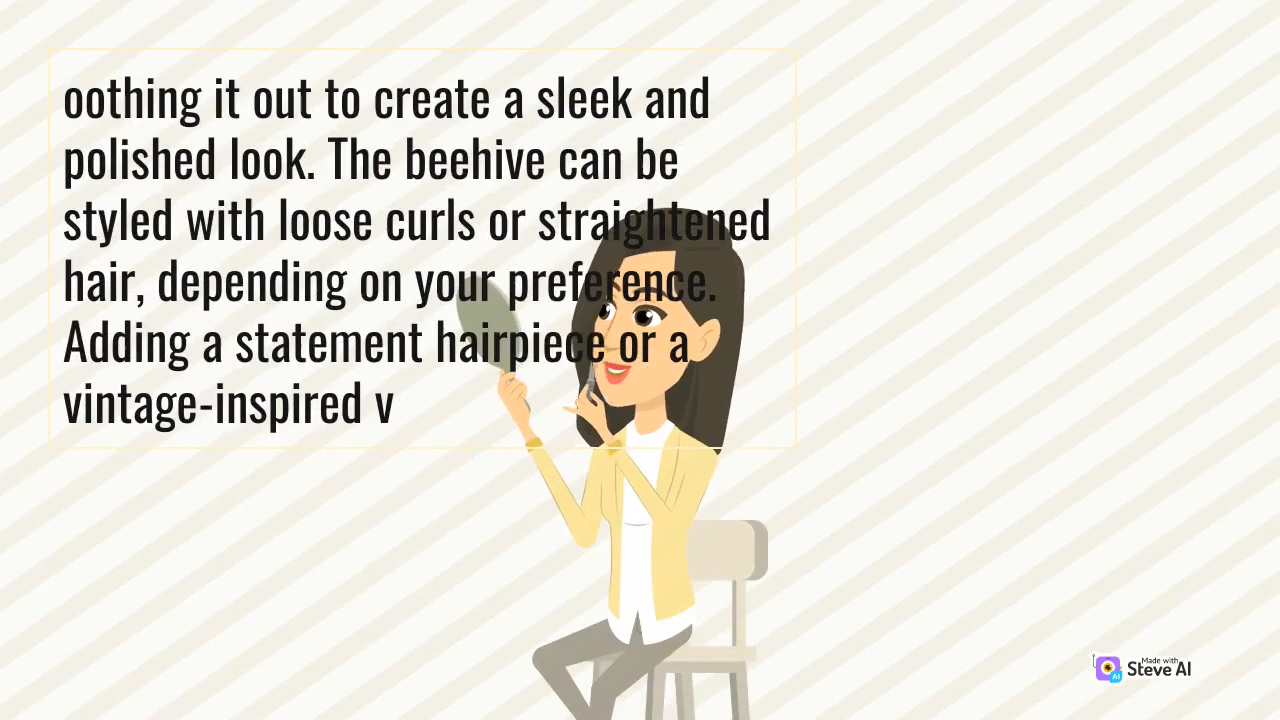 oothing it out to create a sleek and
polished look. The beehive can be
styled with loose curls or straightened
hair, depending on your preference.
Adding a statement hairpiece or a
vintage-inspired v
Made with
Steve AI
AI